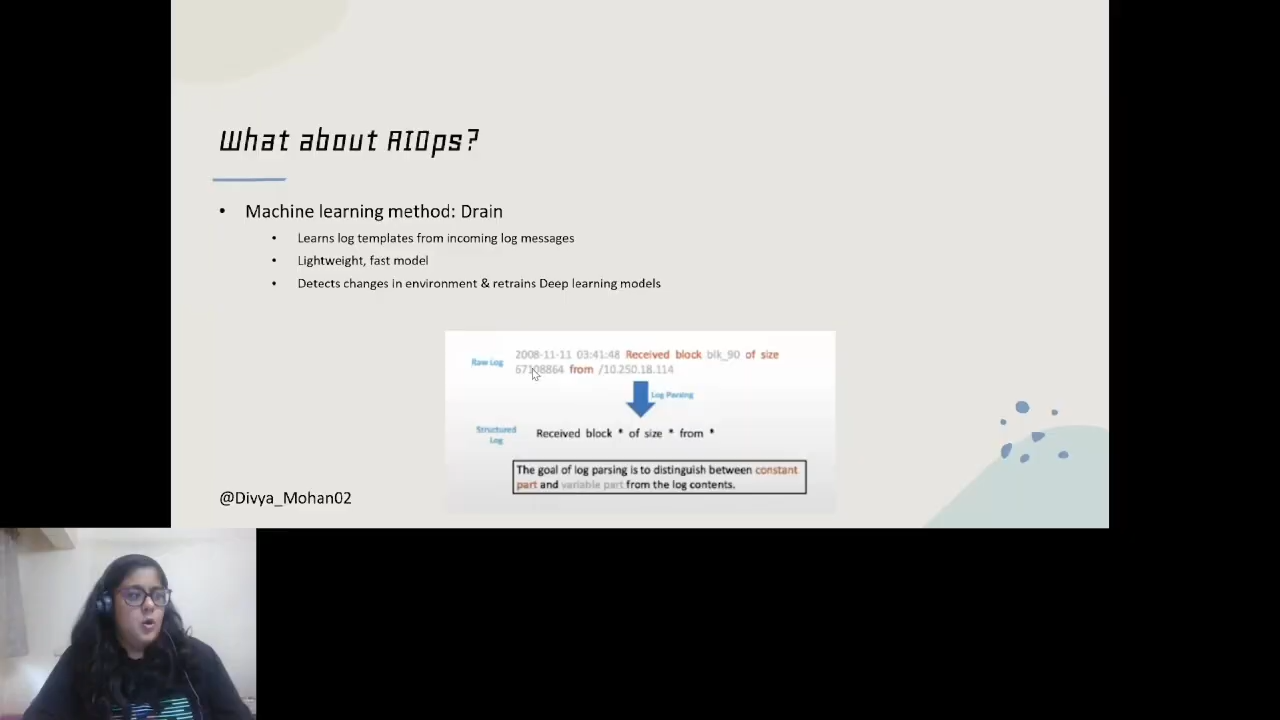 What about AIOps?
• Machine learning method: Drain
• Learns log templates from incoming log messages
• Lightweight, fast model
• Detects changes in environment & retrains Deep learning models
Raw Log
2008-11-11 03:41:48 Received block blk_90 of size
67108864 from /10.250.18.114
Log Parsing
Structured
Log
Received block * of size * from *
The goal of log parsing is to distinguish between constant
part and variable part from the log contents.
@Divya_Mohan02